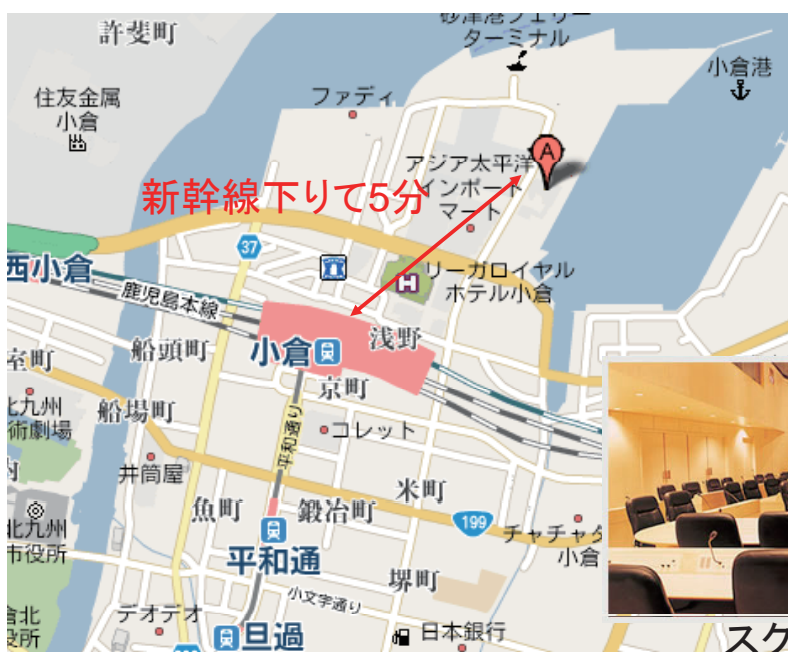 許斐町
砂津港フェリー
ターミナル
小倉港
住友金属
小倉
ファディ
A
アジア太平洋
インポート
マート
新幹線下りて5分
37
西小倉
H
リーガロイヤル
ホテル小倉
鹿児島本線
浅野
室町
船頭町
小倉
京町
北九州
術劇場
船場町
コレット
平和通り
井筒屋
米町
魚町
鍛冶町
199
チャチャタ
小倉
北九州
市役所
平和通
堺町
小文字通り
倉北
役所
デオデオ
旦過
日本銀行
スク